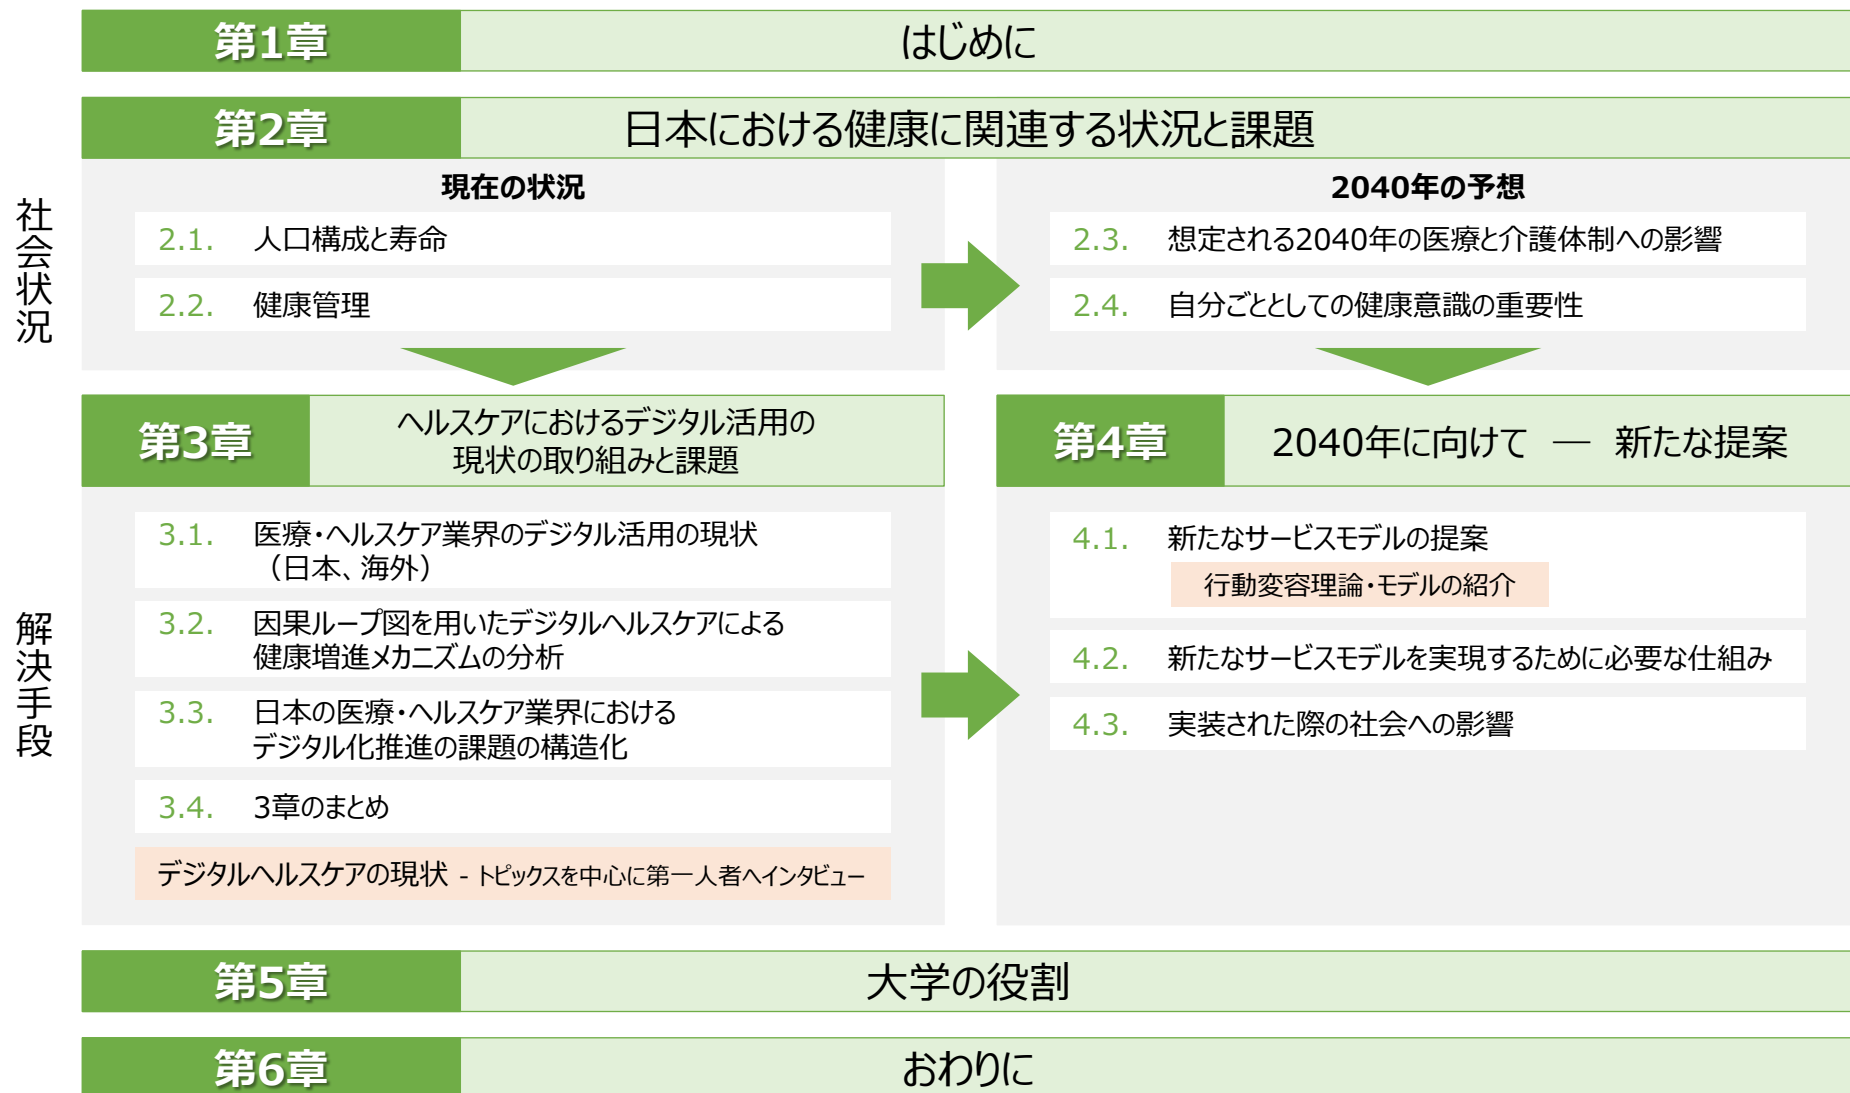 第1章
はじめに
第2章
日本における健康に関連する状況と課題
社会状況
現在の状況
2.1. 人口構成と寿命
2.2. 健康管理
2040年の予想
2.3. 想定される2040年の医療と介護体制への影響
2.4. 自分ごととしての健康意識の重要性
解決手段
第3章
ヘルスケアにおけるデジタル活用の
現状の取り組みと課題
3.1. 医療・ヘルスケア業界のデジタル活用の現状
（日本、海外）
3.2. 因果ループ図を用いたデジタルヘルスケアによる
健康増進メカニズムの分析
3.3. 日本の医療・ヘルスケア業界における
デジタル化推進の課題の構造化
3.4. 3章のまとめ
デジタルヘルスケアの現状 - トピックスを中心に第一人者へインタビュー
第4章
2040年に向けて ― 新たな提案
4.1. 新たなサービスモデルの提案
行動変容理論・モデルの紹介
4.2. 新たなサービスモデルを実現するために必要な仕組み
4.3. 実装された際の社会への影響
第5章
大学の役割
第6章
おわりに